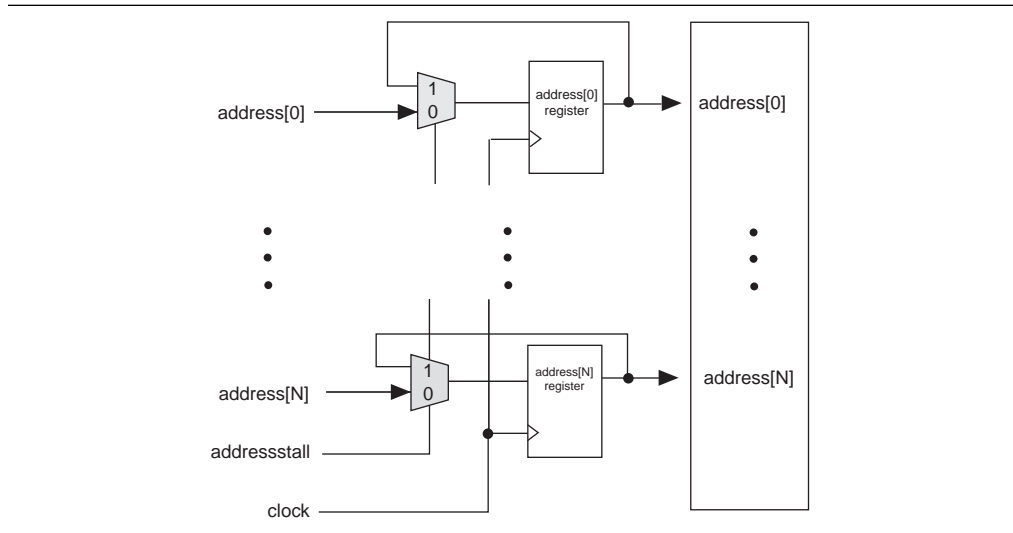 1
0
address[0]
address[0]
register
address[0]
1
0
address[N]
address[N]
register
address[N]
addressstall
clock